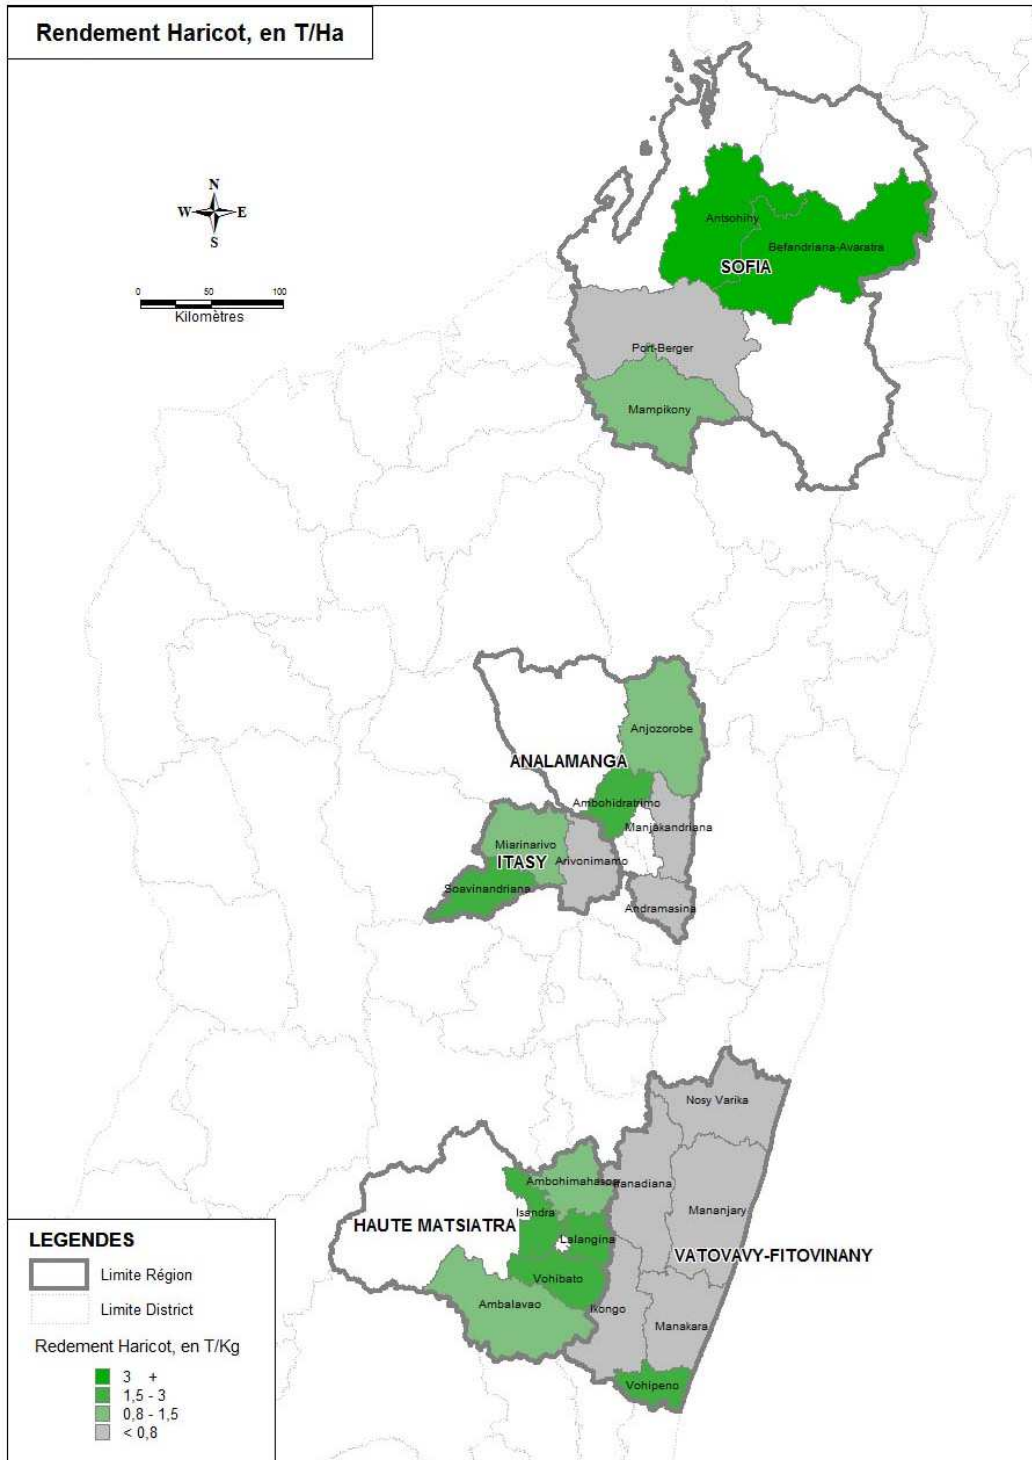 Rendement Haricot, en T/Ha
N
W
E
S
0 50 100
Kilomètres
Antsohihy
Befandriana-Avaratra
SOFIA
Port-Berger
Mampikony
Anjozorobe
ANALAMANGA
Ambohidratrimo
Manjakandriana
Miarinarivo
ITASY
Arivonimamo
Soavinandriana
Andramasina
Nosy Varika
Ambohimahasoa
Ifanadiana
Isandra
Mananjary
HAUTE MATSIATRA
Lalangina
VATOVAVY-FITOVINANY
Vohibato
Ambalavao
Ikongo
Manakara
Vohipeno
LEGENDES
Limite Région
Limite District
Redement Haricot, en T/Kg
3 +
1,5 - 3
0,8 - 1,5
< 0,8